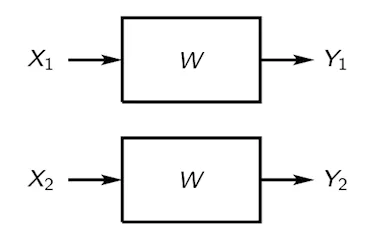 X₁ W Y₁
X₂ W Y₂